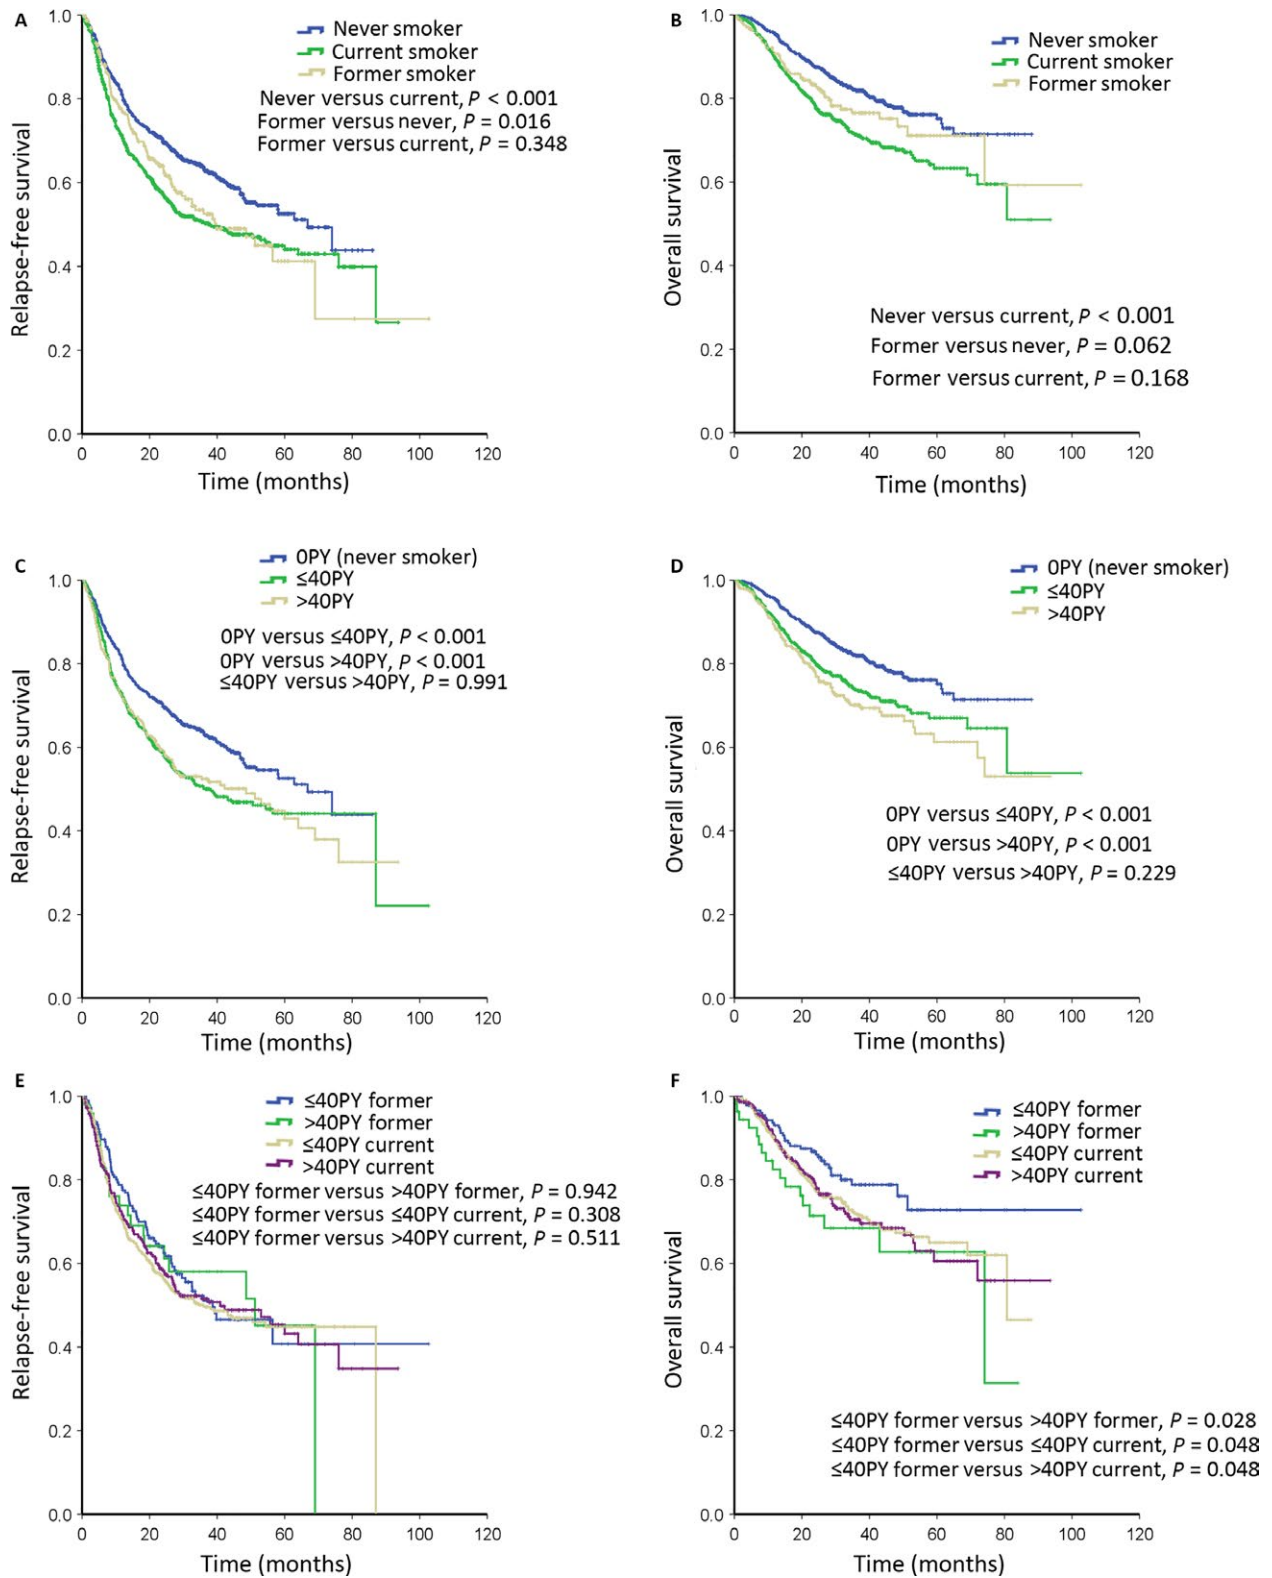 A
Never smoker
Current smoker
Former smoker
Never versus current, P < 0.001
Former versus never, P = 0.016
Former versus current, P = 0.348
Relapse-free survival
1.0
0.8
0.6
0.4
0.2
0.0
0 20 40 60 80 100 120
Time (months)
B
Never smoker
Current smoker
Former smoker
Overall survival
1.0
0.8
0.6
0.4
0.2
0.0
Never versus current, P < 0.001
Former versus never, P = 0.062
Former versus current, P = 0.168
0 20 40 60 80 100 120
Time (months)
C
0PY (never smoker)
≤40PY
>40PY
0PY versus ≤40PY, P < 0.001
0PY versus >40PY, P < 0.001
≤40PY versus >40PY, P = 0.991
Relapse-free survival
1.0
0.8
0.6
0.4
0.2
0.0
0 20 40 60 80 100 120
Time (months)
D
0PY (never smoker)
≤40PY
>40PY
Overall survival
1.0
0.8
0.6
0.4
0.2
0.0
0PY versus ≤40PY, P < 0.001
0PY versus >40PY, P < 0.001
≤40PY versus >40PY, P = 0.229
0 20 40 60 80 100 120
Time (months)
E
≤40PY former
>40PY former
≤40PY current
>40PY current
≤40PY former versus >40PY former, P = 0.942
≤40PY former versus ≤40PY current, P = 0.308
≤40PY former versus >40PY current, P = 0.511
Relapse-free survival
1.0
0.8
0.6
0.4
0.2
0.0
0 20 40 60 80 100 120
Time (months)
F
≤40PY former
>40PY former
≤40PY current
>40PY current
Overall survival
1.0
0.8
0.6
0.4
0.2
0.0
≤40PY former versus >40PY former, P = 0.028
≤40PY former versus ≤40PY current, P = 0.048
≤40PY former versus >40PY current, P = 0.048
0 20 40 60 80 100 120
Time (months)